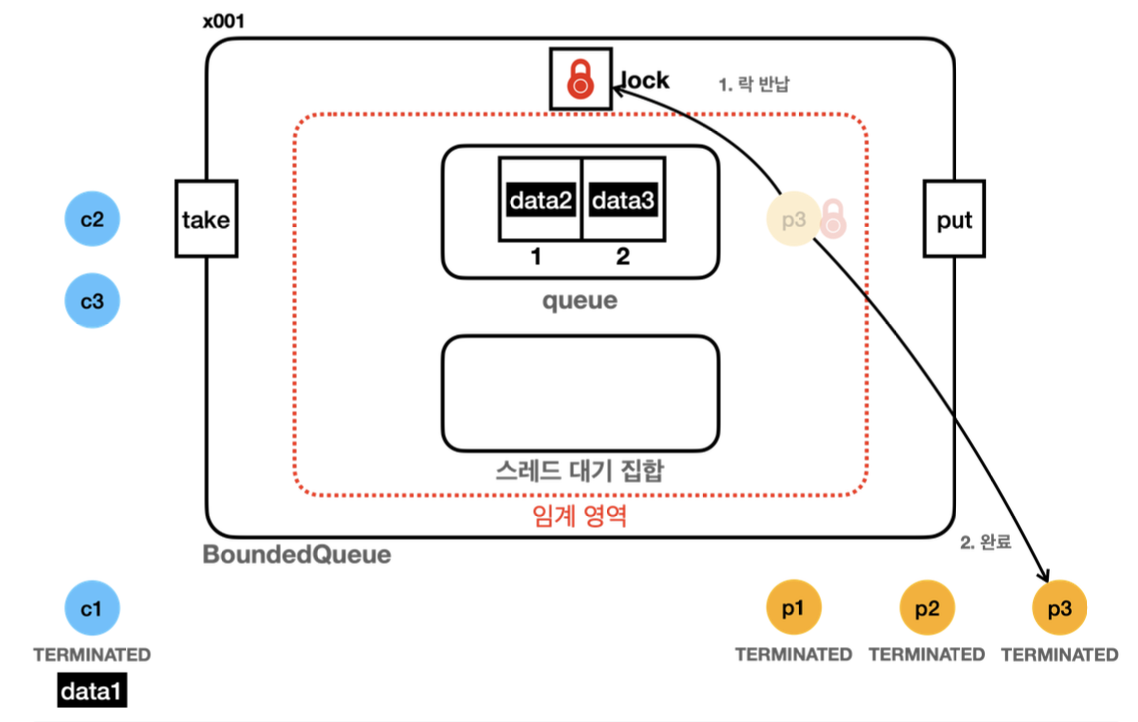 x001
lock
1. 락 반납
data2 data3
1 2
queue
c2
take
p3
put
c3
스레드 대기 집합
임계 영역
BoundedQueue
2. 완료
c1
TERMINATED
data1
p1
TERMINATED
p2
TERMINATED
p3
TERMINATED